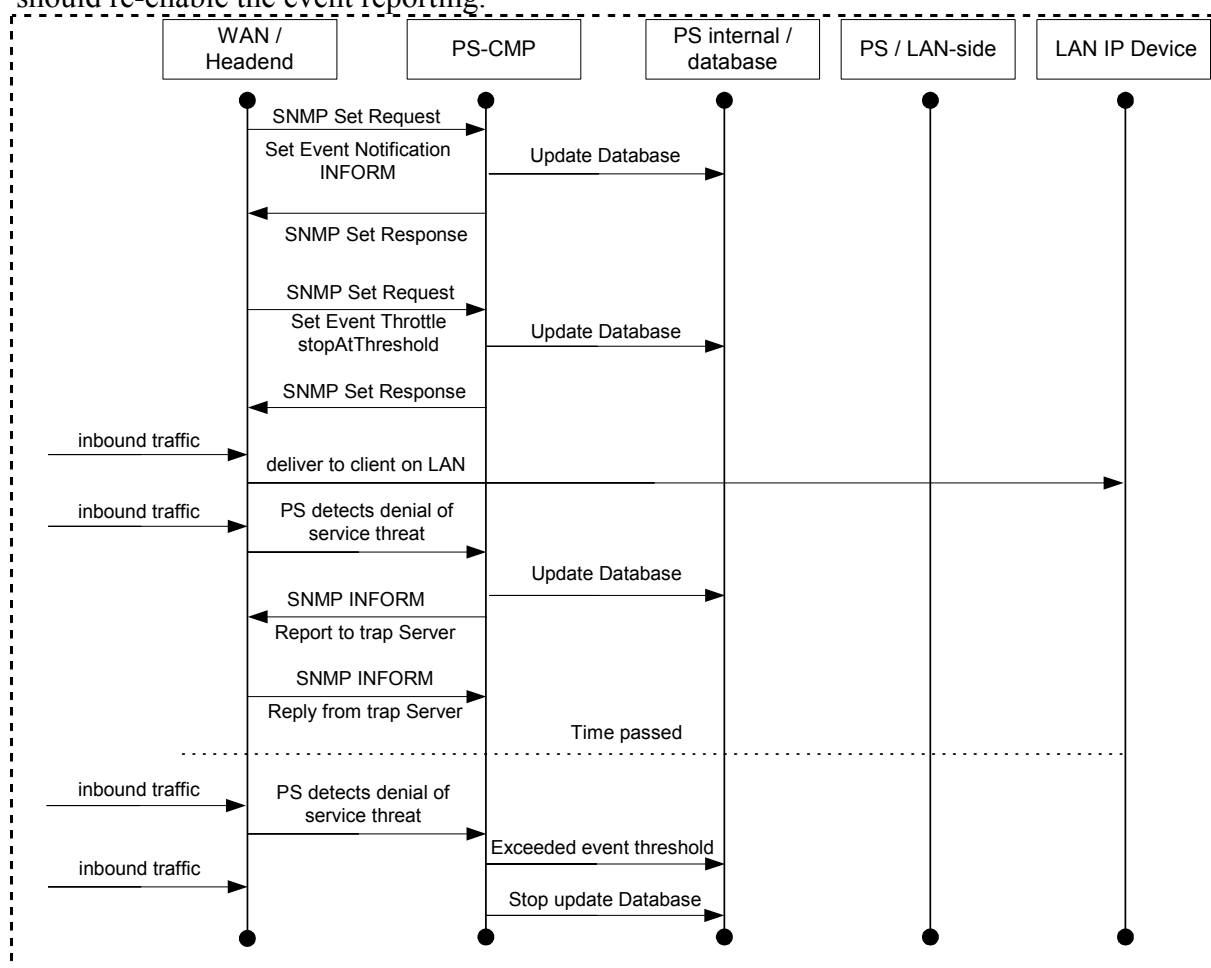 should re-enable the event reporting.
WAN /
Headend
PS-CMP
PS internal /
database
PS / LAN-side
LAN IP Device
SNMP Set Request
Set Event Notification
INFORM
Update Database
SNMP Set Response
SNMP Set Request
Set Event Throttle
stopAtThreshold
Update Database
SNMP Set Response
inbound traffic
deliver to client on LAN
inbound traffic
PS detects denial of
service threat
Update Database
SNMP INFORM
Report to trap Server
SNMP INFORM
Reply from trap Server
Time passed
inbound traffic
PS detects denial of
service threat
Exceeded event threshold
inbound traffic
Stop update Database